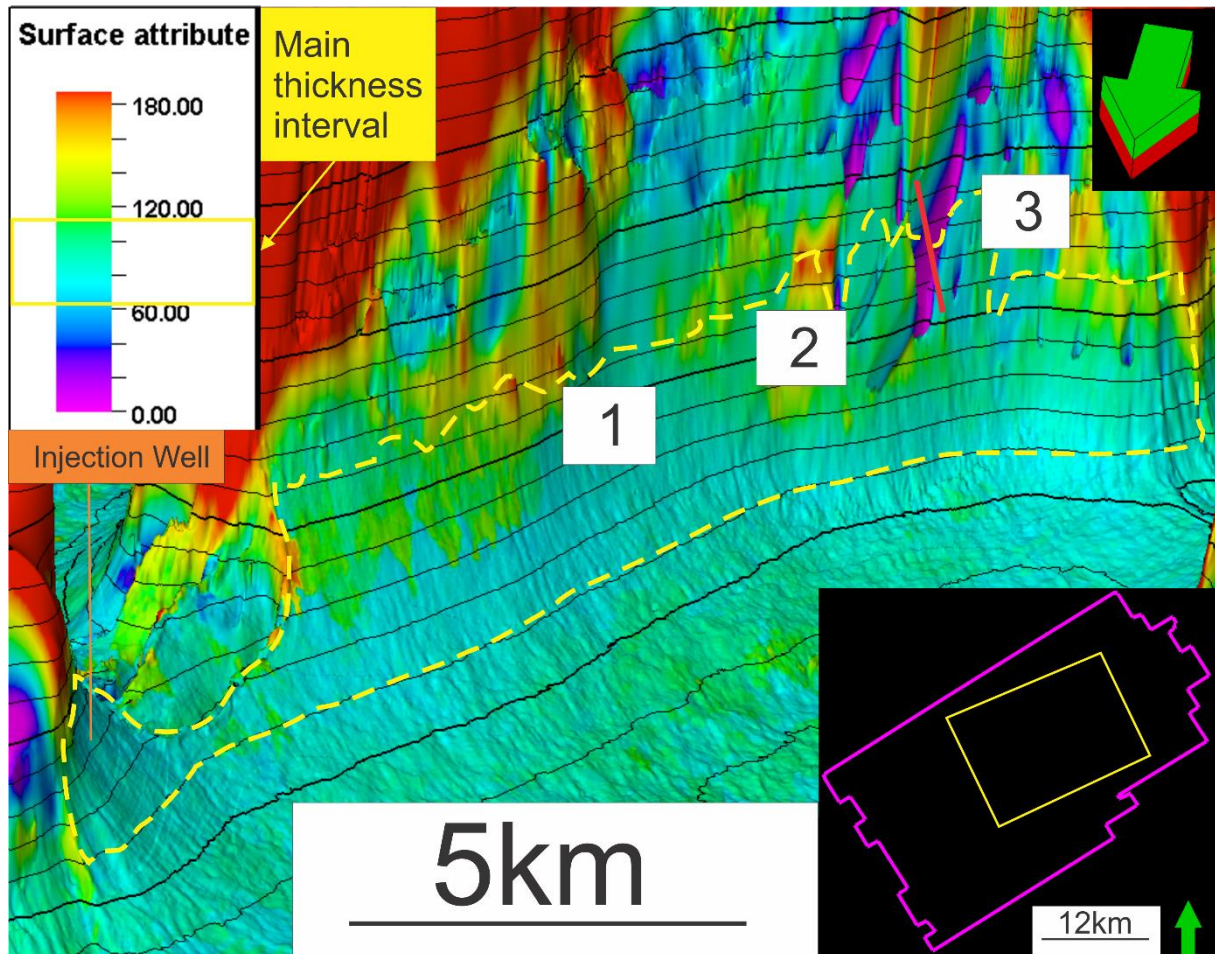 Surface attribute
180.00
120.00
60.00
0.00
Main
thickness
interval
Injection Well
1
2
3
5km
12km